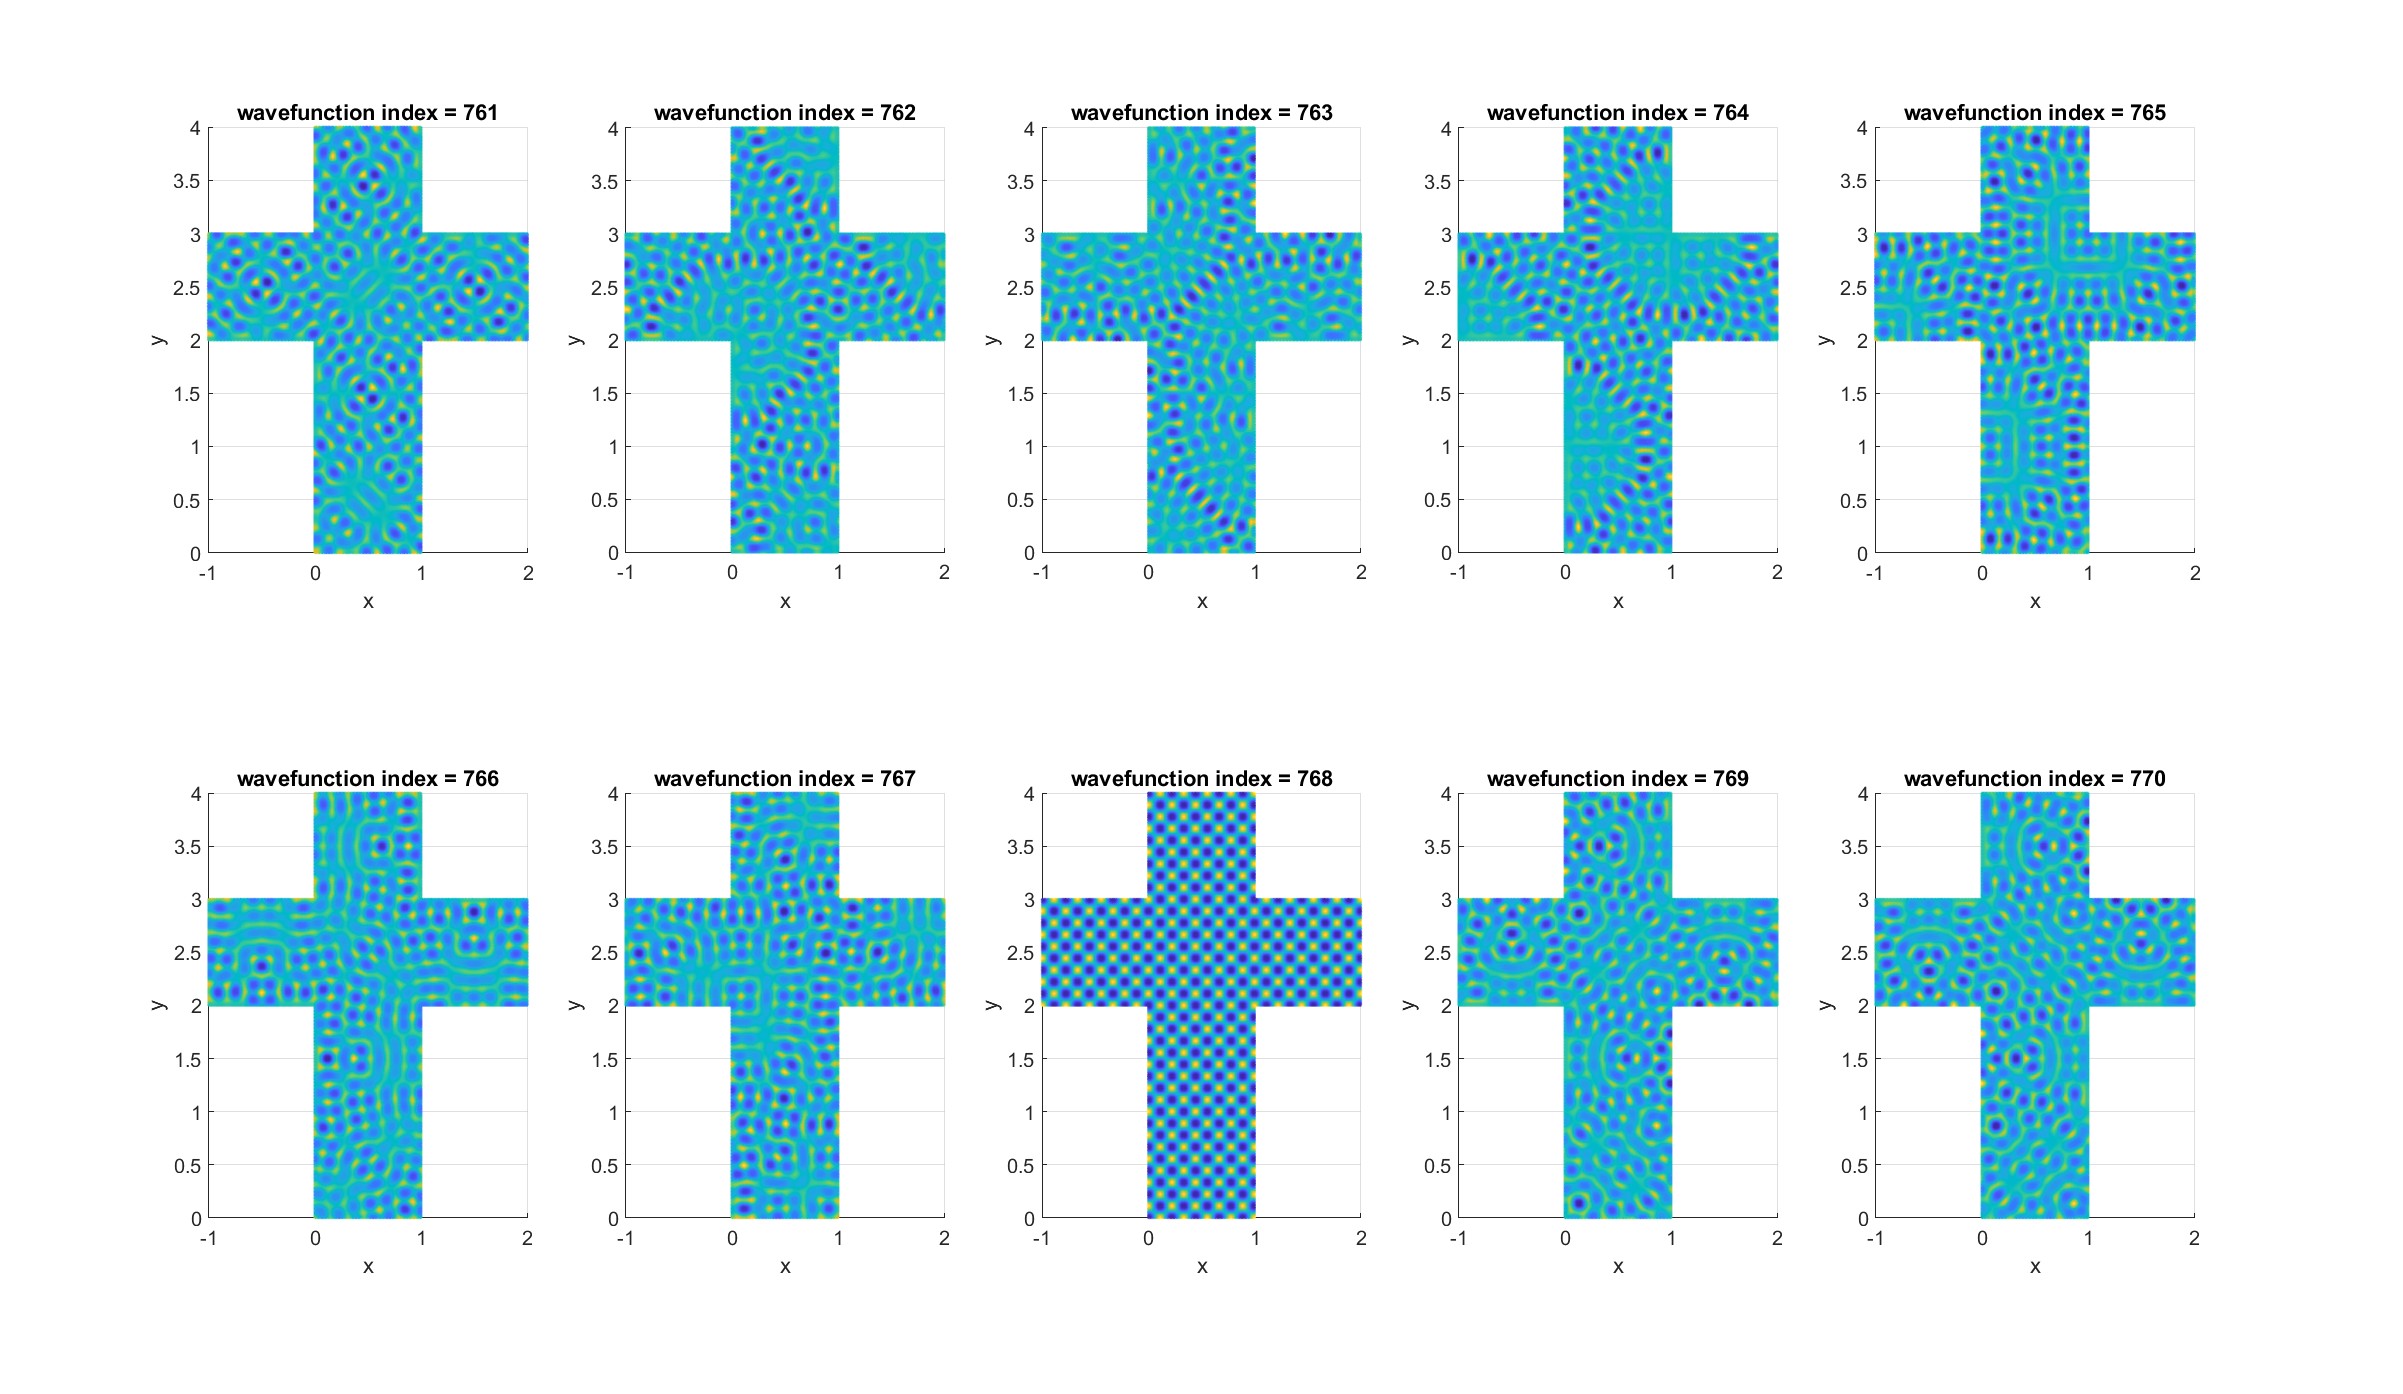 wavefunction index = 761
wavefunction index = 762
wavefunction index = 763
wavefunction index = 764
wavefunction index = 765
4 4 4 4 4
3.5 3.5 3.5 3.5 3.5
3 3 3 3 3
2.5 2.5 2.5 2.5 2.5
y y y y y
2 2 2 2 2
1.5 1.5 1.5 1.5 1.5
1 1 1 1 1
0.5 0.5 0.5 0.5 0.5
0 0 0 0 0
-1 0 1 2 -1 0 1 2 -1 0 1 2 -1 0 1 2 -1 0 1 2
x x x x x
wavefunction index = 766
wavefunction index = 767
wavefunction index = 768
wavefunction index = 769
wavefunction index = 770
4 4 4 4 4
3.5 3.5 3.5 3.5 3.5
3 3 3 3 3
2.5 2.5 2.5 2.5 2.5
y y y y y
2 2 2 2 2
1.5 1.5 1.5 1.5 1.5
1 1 1 1 1
0.5 0.5 0.5 0.5 0.5
0 0 0 0 0
-1 0 1 2 -1 0 1 2 -1 0 1 2 -1 0 1 2 -1 0 1 2
x x x x x